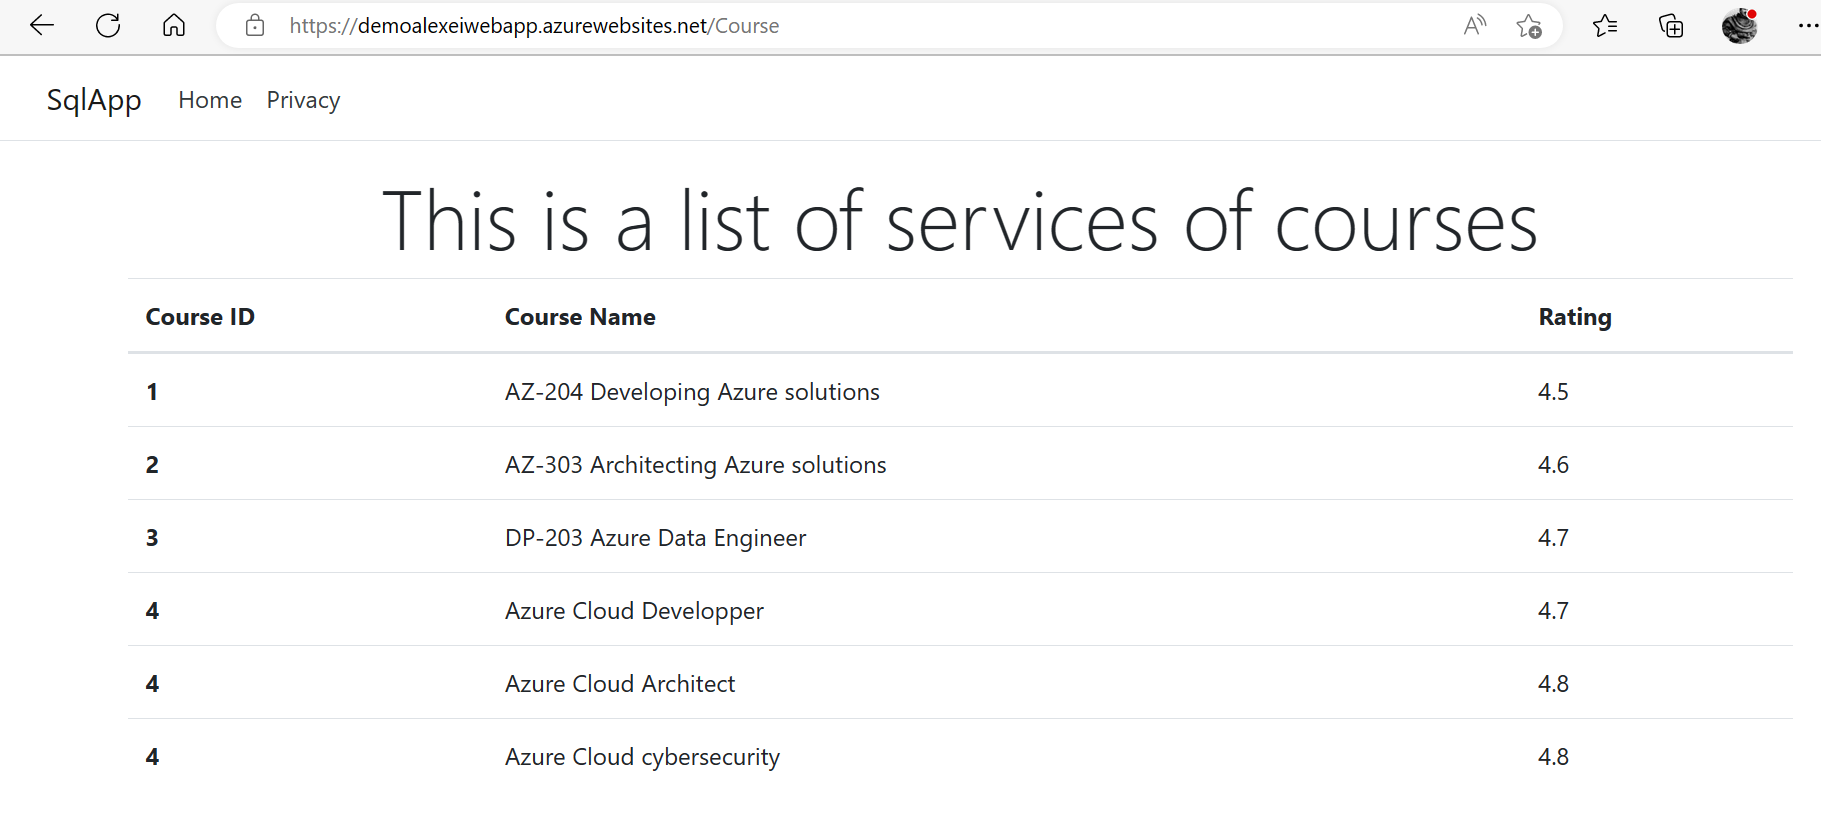 https://demoalexeiwebapp.azurewebsites.net/Course
SqlApp Home Privacy
This is a list of services of courses
Course ID Course Name Rating
1 AZ-204 Developing Azure solutions 4.5
2 AZ-303 Architecting Azure solutions 4.6
3 DP-203 Azure Data Engineer 4.7
4 Azure Cloud Developper 4.7
4 Azure Cloud Architect 4.8
4 Azure Cloud cybersecurity 4.8